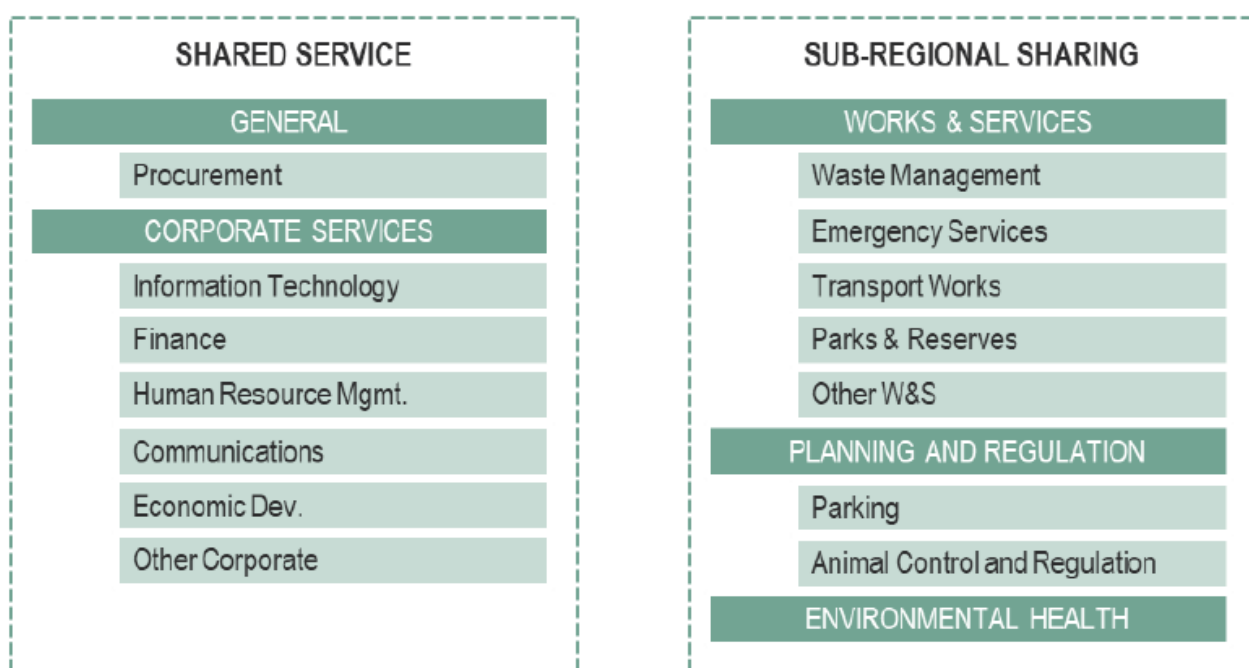 SHARED SERVICE
GENERAL
Procurement
CORPORATE SERVICES
Information Technology
Finance
Human Resource Mgmt.
Communications
Economic Dev.
Other Corporate
SUB-REGIONAL SHARING
WORKS & SERVICES
Waste Management
Emergency Services
Transport Works
Parks & Reserves
Other W&S
PLANNING AND REGULATION
Parking
Animal Control and Regulation
ENVIRONMENTAL HEALTH